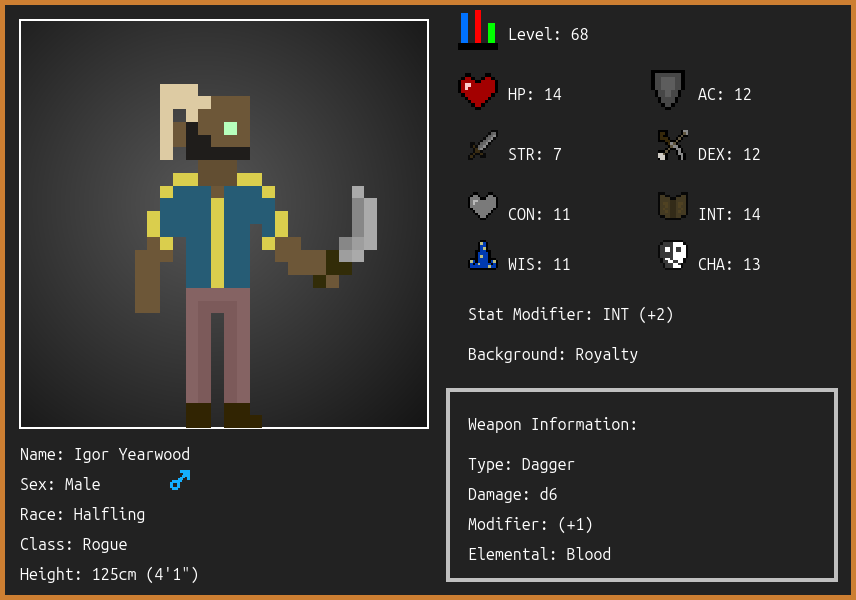 Level: 68
HP: 14
AC: 12
STR: 7
DEX: 12
CON: 11
INT: 14
WIS: 11
CHA: 13
Stat Modifier: INT (+2)
Background: Royalty
Weapon Information:
Type: Dagger
Damage: d6
Modifier: (+1)
Elemental: Blood
Name: Igor Yearwood
Sex: Male
Race: Halfling
Class: Rogue
Height: 125cm (4'1")